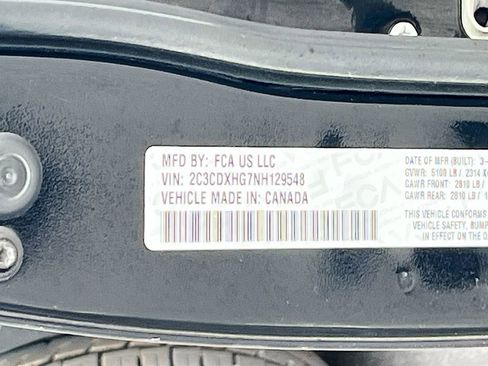 MFD BY: FCA US LLC
VIN: 2C3CDXHG7NH129548
VEHICLE MADE IN: CANADA
DATE OF MFR (BUILT): 3-
GVWR: 5100 LB / 2314 K
GAWR FRONT: 2810 LB /
GAWR REAR: 2810 LB / 1
THIS VEHICLE CONFORMS
VEHICLE SAFETY, BUMP
IN EFFECT ON THE DA